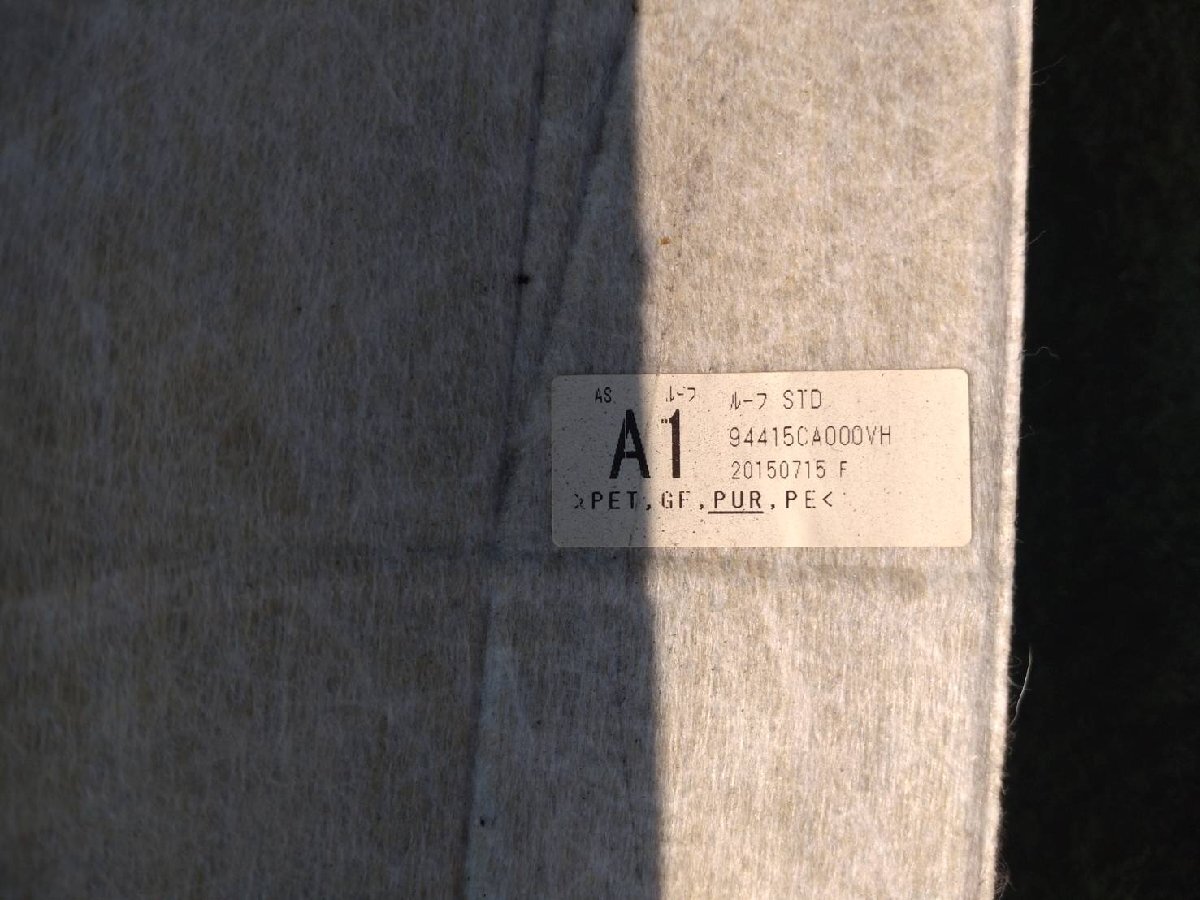 AS ルーフ ルーフ STD
A1 94415CA000VH
20150715 F
>PET,GF,PUR,PE<